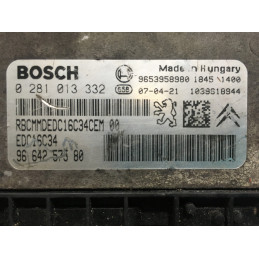 BOSCH
Made in Hungary
9653958980 1845 1400
0 281 013 332
S5B 07-04-21 1039S18944
RBCMMDEDC16C34CEM 00
EDC16C34
96 642 573 80